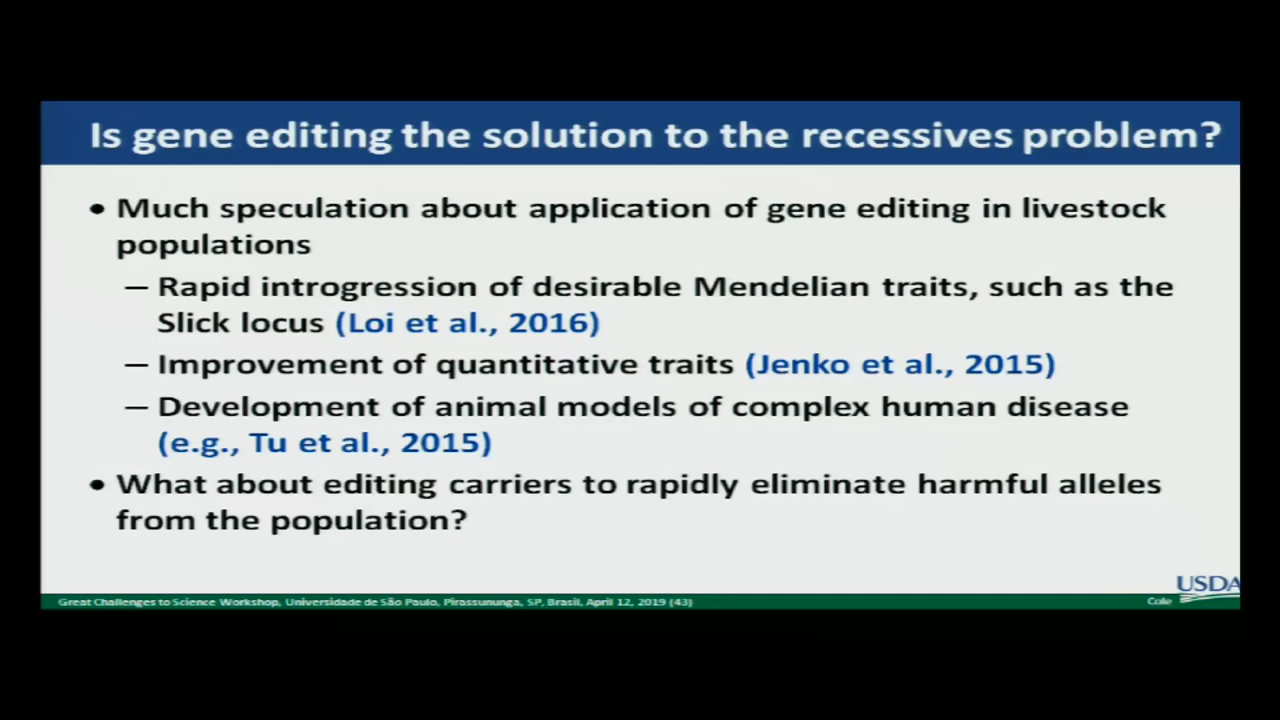 Is gene editing the solution to the recessives problem?
• Much speculation about application of gene editing in livestock
populations
– Rapid introgression of desirable Mendelian traits, such as the
Slick locus (Loi et al., 2016)
– Improvement of quantitative traits (Jenko et al., 2015)
– Development of animal models of complex human disease
(e.g., Tu et al., 2015)
• What about editing carriers to rapidly eliminate harmful alleles
from the population?
USDA
Great Challenges to Science Workshop, Universidade de São Paulo, Pirassununga, SP, Brasil, April 12, 2019 (43)
Cole